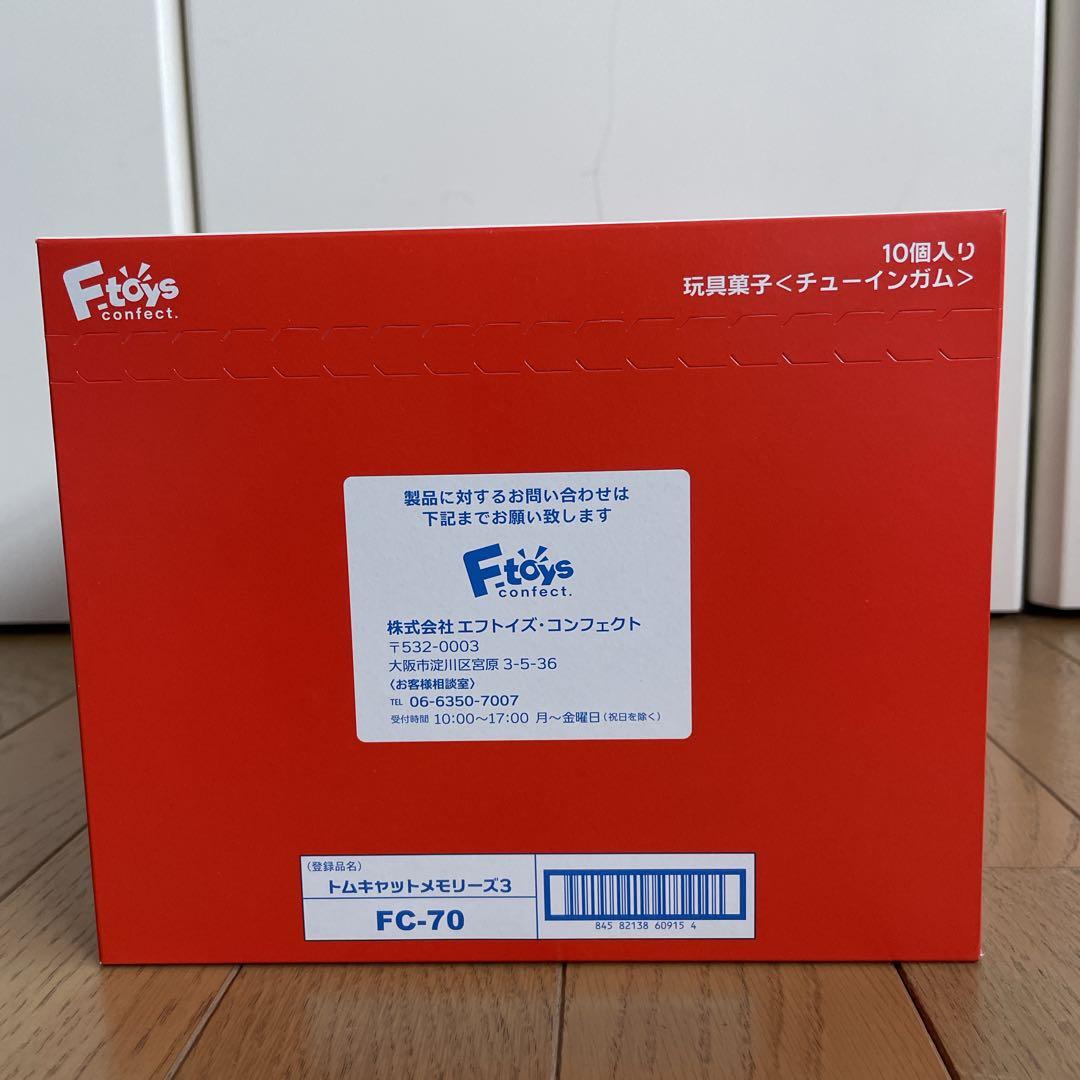 F-toys
confect.
10個入り
玩具菓子<チューインガム>
製品に対するお問い合わせは
下記までお願い致します
F-toys
confect.
株式会社 エフトイズ・コンフェクト
〒532-0003
大阪市淀川区宮原 3-5-36
〈お客様相談室〉
TEL 06-6350-7007
受付時間 10:00〜17:00 月〜金曜日(祝日を除く)
(登録品名)
トムキャットメモリーズ3
FC-70
845 82138 60915 4